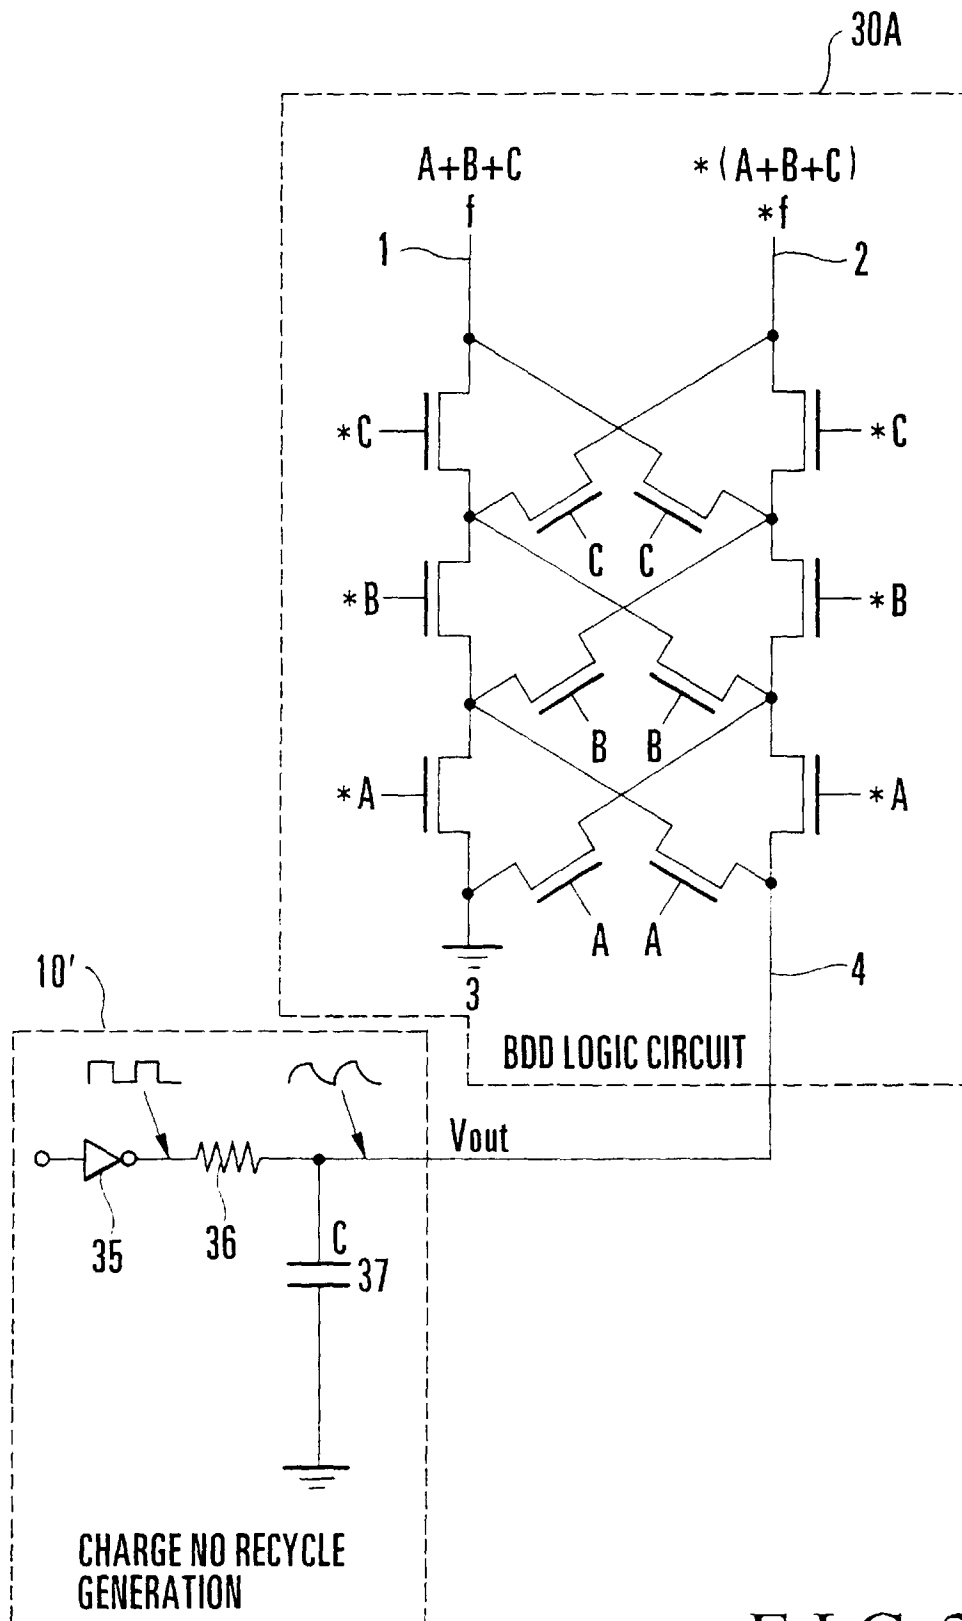 30A
A+B+C
*(A+B+C)
f
*f
1
2
*C
*C
C
C
*B
*B
B
B
*A
*A
A
A
3
4
10'
BDD LOGIC CIRCUIT
Vout
35
36
C
37
CHARGE NO RECYCLE
GENERATION